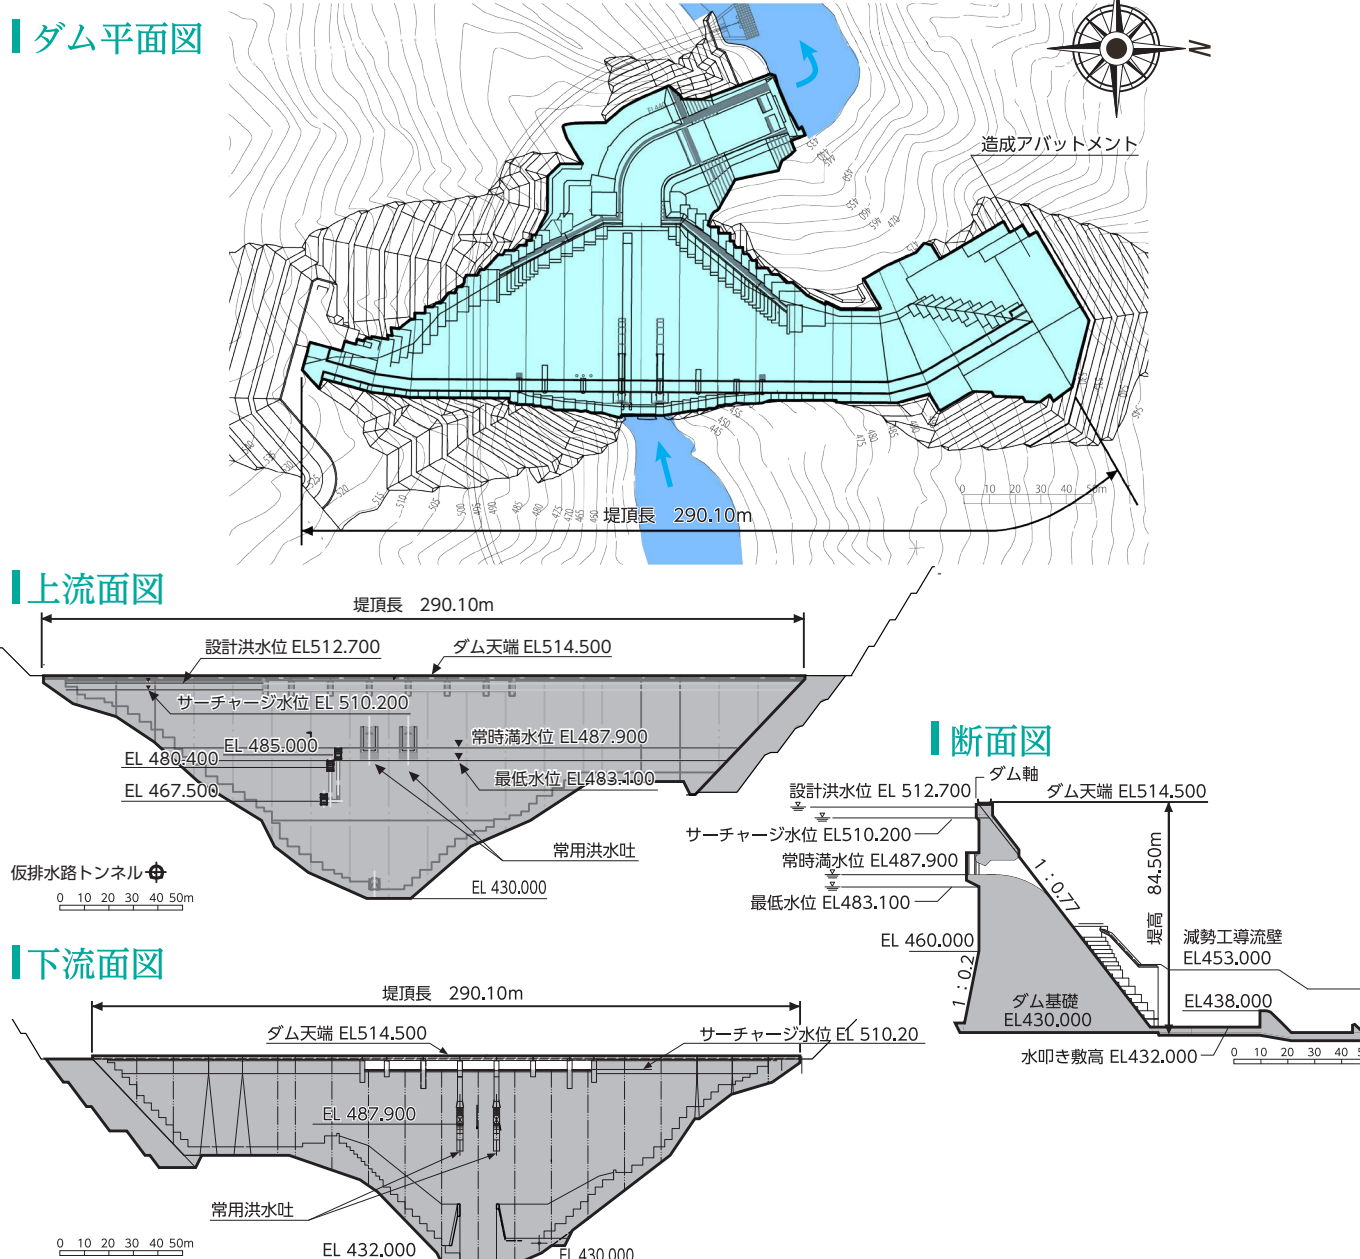 ダム平面図
N
造成アバットメント
0 10 20 30 40 50m
堤頂長 290.10m
上流面図
堤頂長 290.10m
設計洪水位 EL512.700
ダム天端 EL514.500
サーチャージ水位 EL 510.200
EL 485.000
常時満水位 EL487.900
EL 480.400
最低水位 EL483.100
EL 467.500
常用洪水吐
仮排水路トンネル
EL 430.000
0 10 20 30 40 50m
断面図
ダム軸
設計洪水位 EL 512.700
ダム天端 EL514.500
サーチャージ水位 EL510.200
常時満水位 EL487.900
最低水位 EL483.100
1:0.77
堤高 84.50m
EL 460.000
1:0.2
減勢工導流壁
EL453.000
ダム基礎
EL430.000
EL438.000
水叩き敷高 EL432.000
0 10 20 30 40
下流面図
堤頂長 290.10m
ダム天端 EL514.500
サーチャージ水位 EL 510.20
EL 487.900
常用洪水吐
EL 432.000
EL 430.000
0 10 20 30 40 50m